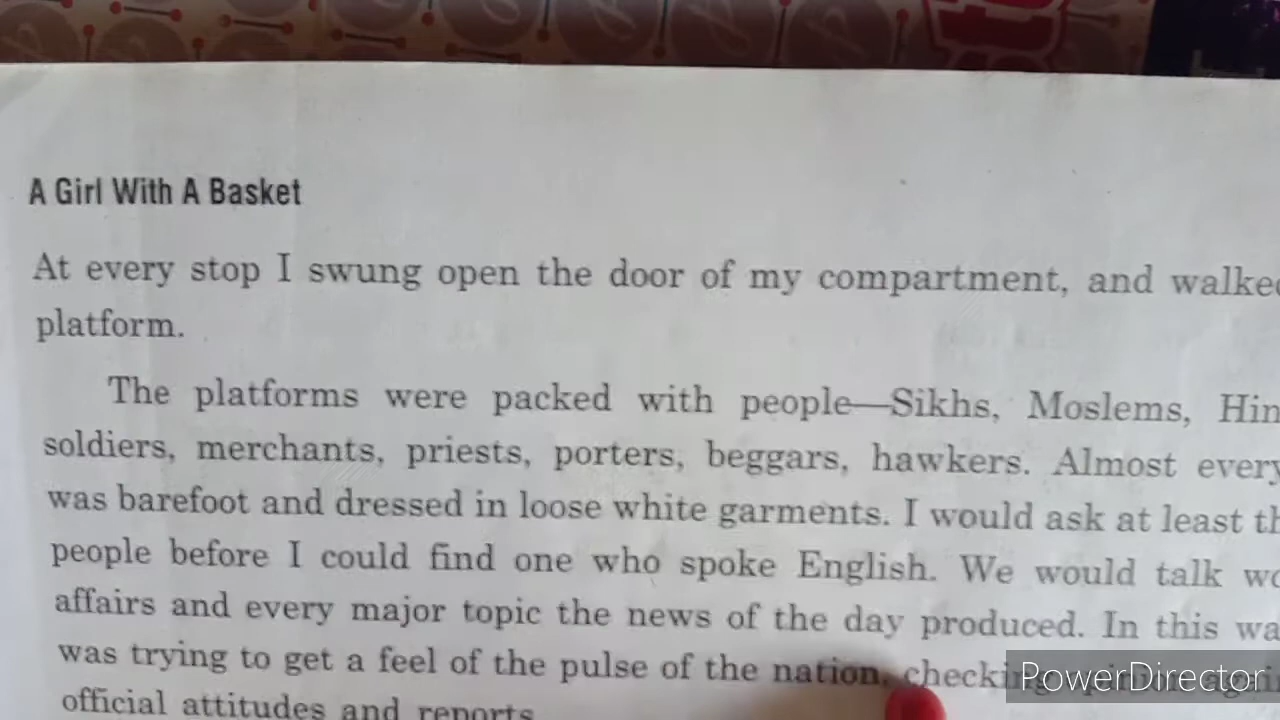 A Girl With A Basket
At every stop I swung open the door of my compartment, and walked
platform.
The platforms were packed with people—Sikhs, Moslems, Hin
soldiers, merchants, priests, porters, beggars, hawkers. Almost every
was barefoot and dressed in loose white garments. I would ask at least th
people before I could find one who spoke English. We would talk wo
affairs and every major topic the news of the day produced. In this wa
was trying to get a feel of the pulse of the nation, checking
official attitudes and reports
PowerDirector